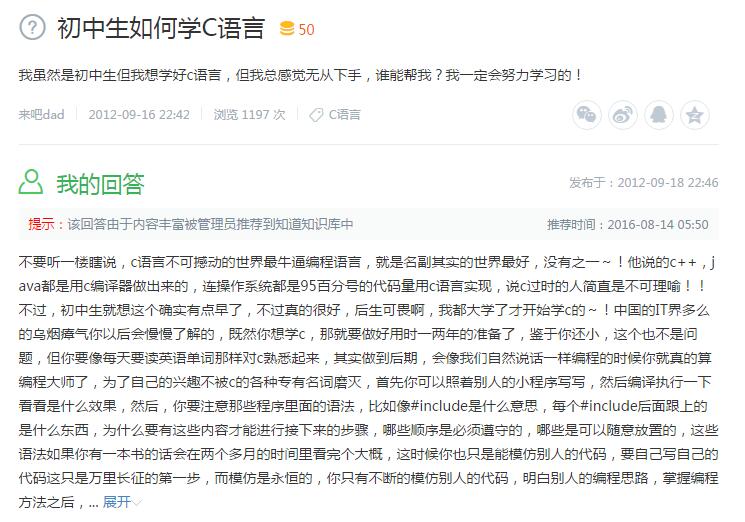 初中生如何学C语言 50
我虽然是初中生但我想学好c语言，但我总感觉无从下手，谁能帮我？我一定会努力学习的！
来吧dad 2012-09-16 22:42 浏览 1197 次 C语言
我的回答 发布于：2012-09-18 22:46
提示：该回答由于内容丰富被管理员推荐到知道知识库中 推荐时间：2016-08-14 05:50
不要听一楼瞎说，c语言不可撼动的世界最牛逼编程语言，就是名副其实的世界最好，没有之一～！他说的c++，j
ava都是用c编译器做出来的，连操作系统都是95百分号的代码量用c语言实现，说c过时的人简直是不可理喻！！
不过，初中生就想这个确实有点早了，不过真的很好，后生可畏啊，我都大学了才开始学c的～！中国的IT界多么
的乌烟瘴气你以后会慢慢了解的，既然你想学c，那就要做好用时一两年的准备了，鉴于你还小，这个也不是问
题，但你要像每天要读英语单词那样对c熟悉起来，其实做到后期，会像我们自然说话一样编程的时候你就真的算
编程大师了，为了自己的兴趣不被c的各种专有名词磨灭，首先你可以照着别人的小程序写写，然后编译执行一下
看看是什么效果，然后，你要注意那些程序里面的语法，比如像#include是什么意思，每个#include后面跟上的
是什么东西，为什么要有这些内容才能进行接下来的步骤，哪些顺序是必须遵守的，哪些是可以随意放置的，这些
语法如果你有一本书的话会在两个多月的时间里看完个大概，这时候你也只是能模仿别人的代码，要自己写自己的
代码这只是万里长征的第一步，而模仿是永恒的，你只有不断的模仿别人的代码，明白别人的编程思路，掌握编程
方法之后，... 展开